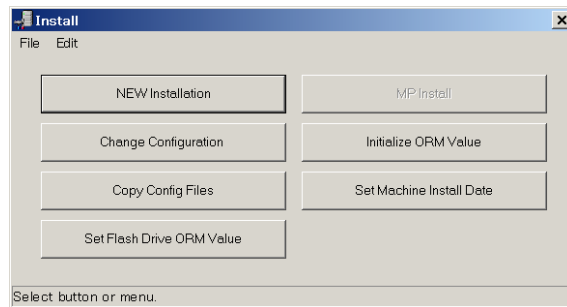 Install
File Edit
NEW Installation
MP Install
Change Configuration
Initialize ORM Value
Copy Config Files
Set Machine Install Date
Set Flash Drive ORM Value
Select button or menu.